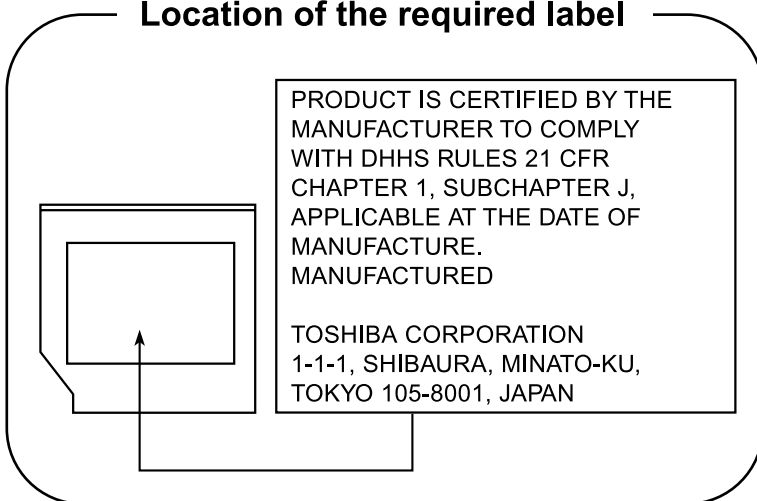 Location of the required label
PRODUCT IS CERTIFIED BY THE
MANUFACTURER TO COMPLY
WITH DHHS RULES 21 CFR
CHAPTER 1, SUBCHAPTER J,
APPLICABLE AT THE DATE OF
MANUFACTURE.
MANUFACTURED
TOSHIBA CORPORATION
1-1-1, SHIBAURA, MINATO-KU,
TOKYO 105-8001, JAPAN